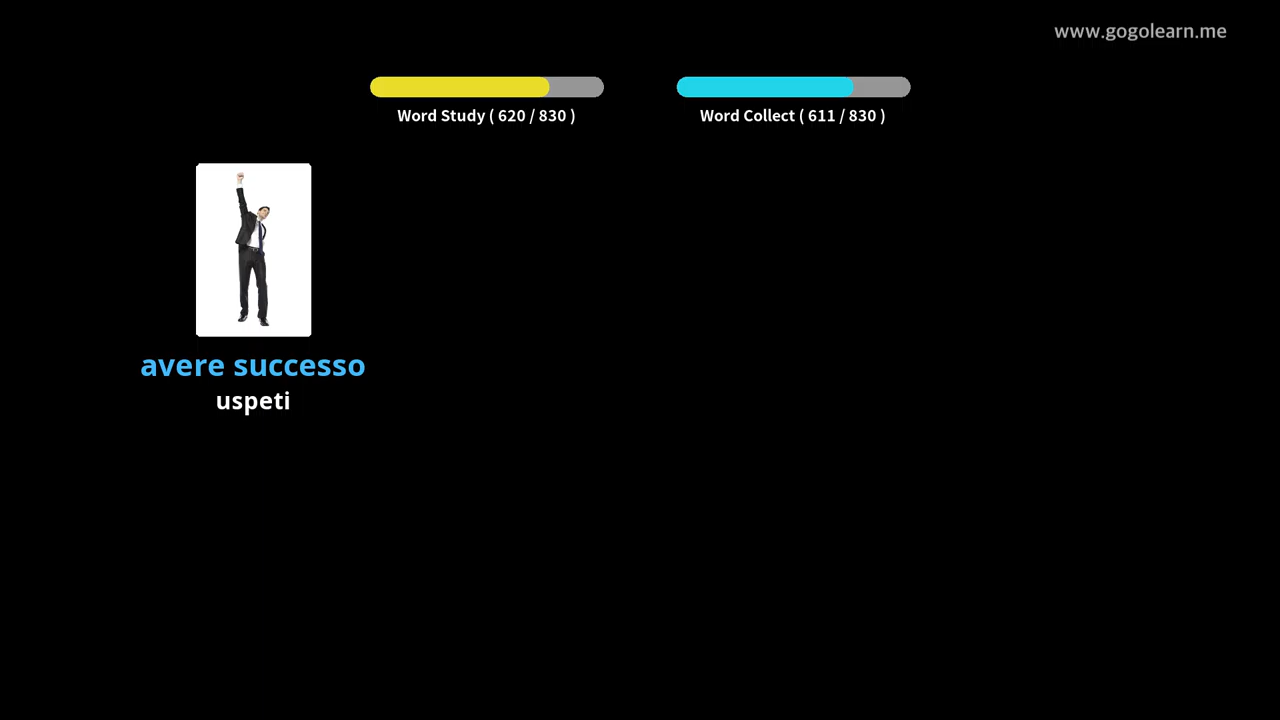 www.gogolearn.me
Word Study ( 620 / 830 )
Word Collect ( 611 / 830 )
avere successo
uspeti